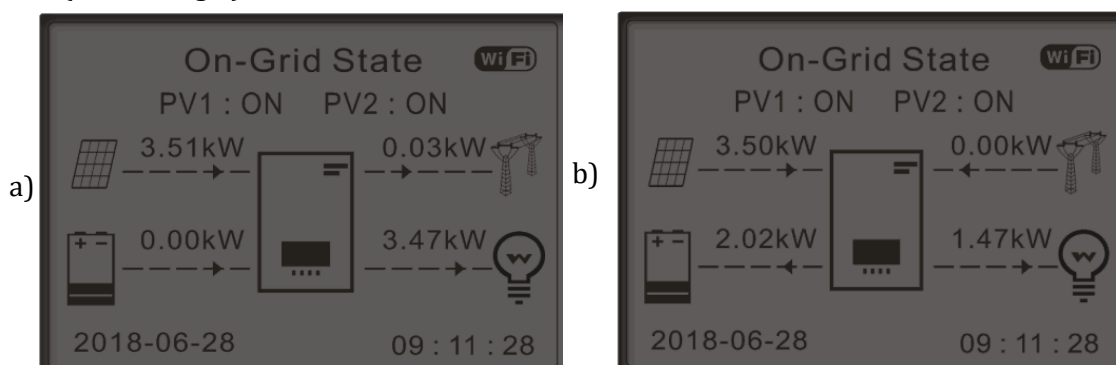 a)
On-Grid State WiFi
PV1 : ON PV2 : ON
3.51kW 0.03kW
+ - 0.00kW 3.47kW
2018-06-28 09 : 11 : 28
b)
On-Grid State WiFi
PV1 : ON PV2 : ON
3.50kW 0.00kW
+ - 2.02kW 1.47kW
2018-06-28 09 : 11 : 28